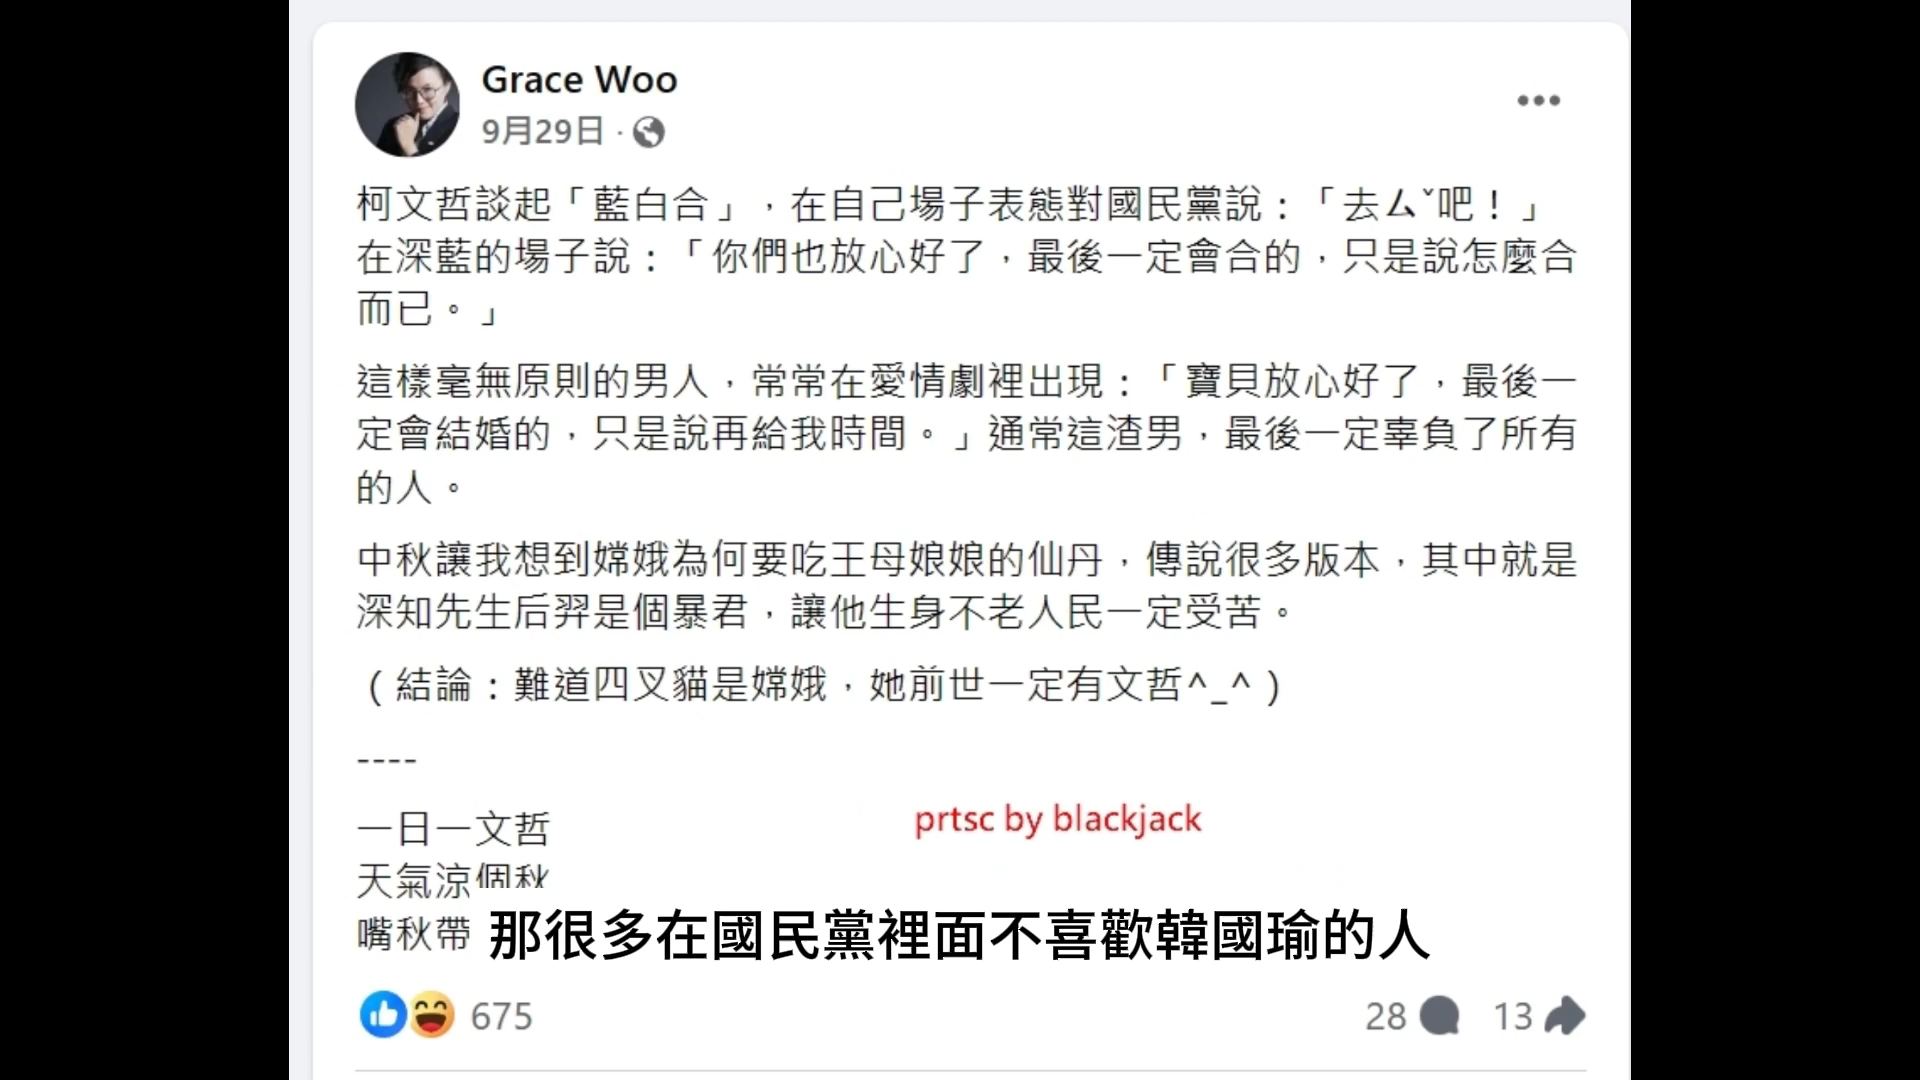 Grace Woo
9月29日 ·
柯文哲談起「藍白合」，在自己場子表態對國民黨說：「去ムˇ吧！」
在深藍的場子說：「你們也放心好了，最後一定會合的，只是說怎麼合
而已。」
這樣毫無原則的男人，常常在愛情劇裡出現：「寶貝放心好了，最後一
定會結婚的，只是說再給我時間。」通常這渣男，最後一定辜負了所有
的人。
中秋讓我想到嫦娥為何要吃王母娘娘的仙丹，傳說很多版本，其中就是
深知先生后羿是個暴君，讓他生身不老人民一定受苦。
（結論：難道四叉貓是嫦娥，她前世一定有文哲^_^）
----
一日一文哲
prtsc by blackjack
天氣涼個秋
嘴秋帶
那很多在國民黨裡面不喜歡韓國瑜的人
675
28
13